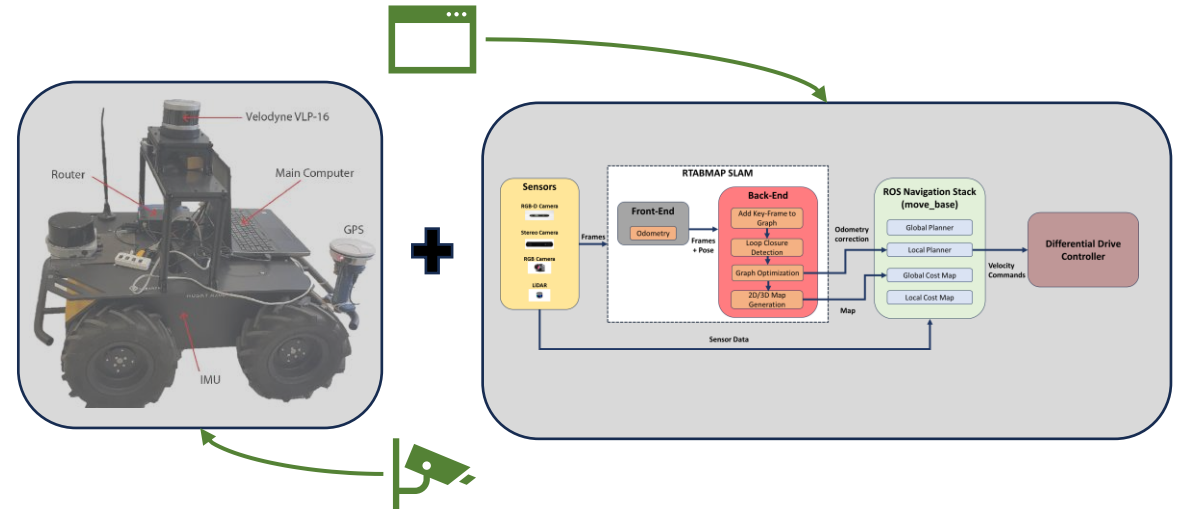 Velodyne VLP-16
Router
Main Computer
GPS
IMU
Sensors
RGB-D Camera
Stereo Camera
RGB Camera
LiDAR
Frames
RTABMAP SLAM
Front-End
Odometry
Frames
+ Pose
Back-End
Add Key-Frame to
Graph
Loop Closure
Detection
Graph Optimization
2D/3D Map
Generation
Odometry
correction
Map
Sensor Data
ROS Navigation Stack
(move_base)
Global Planner
Local Planner
Global Cost Map
Local Cost Map
Velocity
Commands
Differential Drive
Controller